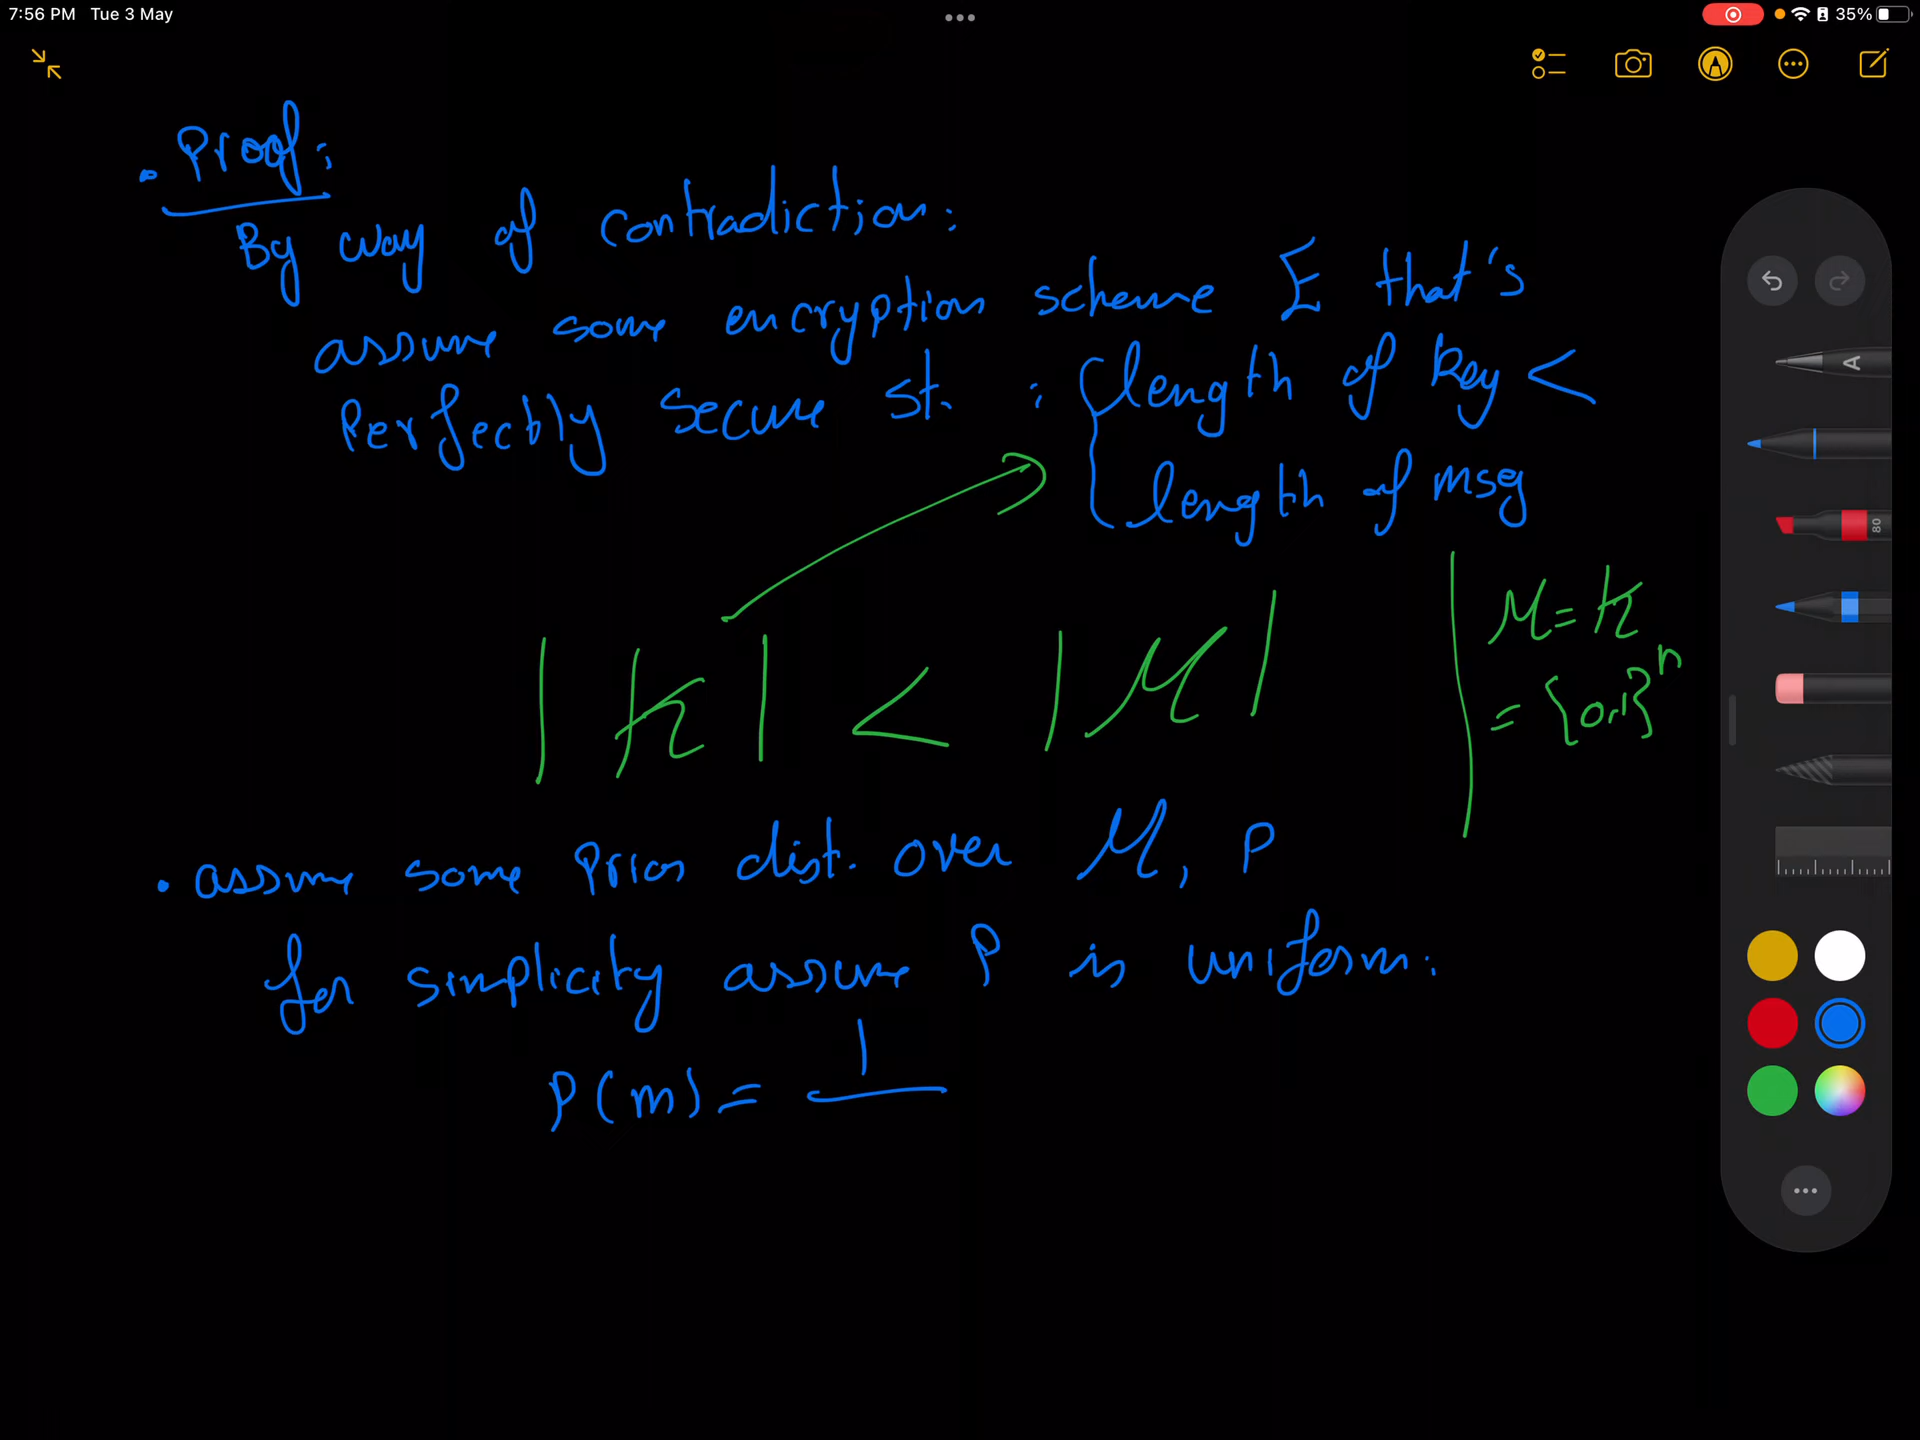 7:56 PM Tue 3 May
35%
• Proof:
By way of contradiction:
assume some encryption scheme Σ that's
Perfectly secure st. : { length of key <
length of msg
|K| < |M|
M = K
= {0,1}ⁿ
• assume some Prior dist. over M, P
for simplicity assume P is uniform:
P(m) = 1/
A
80